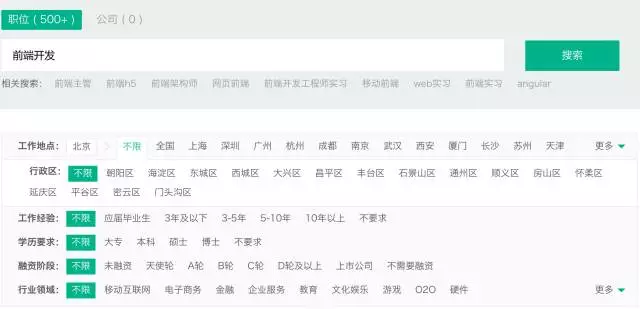 职位（500+） 公司（0）
前端开发 搜索
相关搜索： 前端主管 前端h5 前端架构师 网页前端 前端开发工程师实习 移动前端 web实习 前端实习 angular
工作地点： 北京 不限 全国 上海 深圳 广州 杭州 成都 南京 武汉 西安 厦门 长沙 苏州 天津 更多
行政区： 不限 朝阳区 海淀区 东城区 西城区 大兴区 昌平区 丰台区 石景山区 通州区 顺义区 房山区 怀柔区
延庆区 平谷区 密云区 门头沟区
工作经验： 不限 应届毕业生 3年及以下 3-5年 5-10年 10年以上 不要求
学历要求： 不限 大专 本科 硕士 博士 不要求
融资阶段： 不限 未融资 天使轮 A轮 B轮 C轮 D轮及以上 上市公司 不需要融资
行业领域： 不限 移动互联网 电子商务 金融 企业服务 教育 文化娱乐 游戏 O2O 硬件 更多